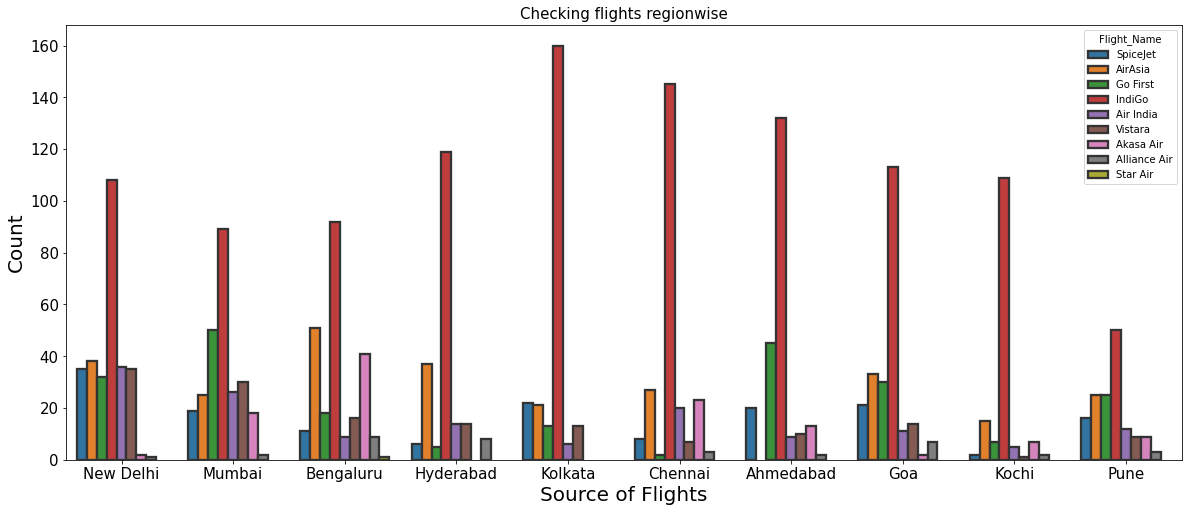 Checking flights regionwise
Count
160
140
120
100
80
60
40
20
0
Flight_Name
SpiceJet
AirAsia
Go First
IndiGo
Air India
Vistara
Akasa Air
Alliance Air
Star Air
New Delhi Mumbai Bengaluru Hyderabad Kolkata Chennai Ahmedabad Goa Kochi Pune
Source of Flights